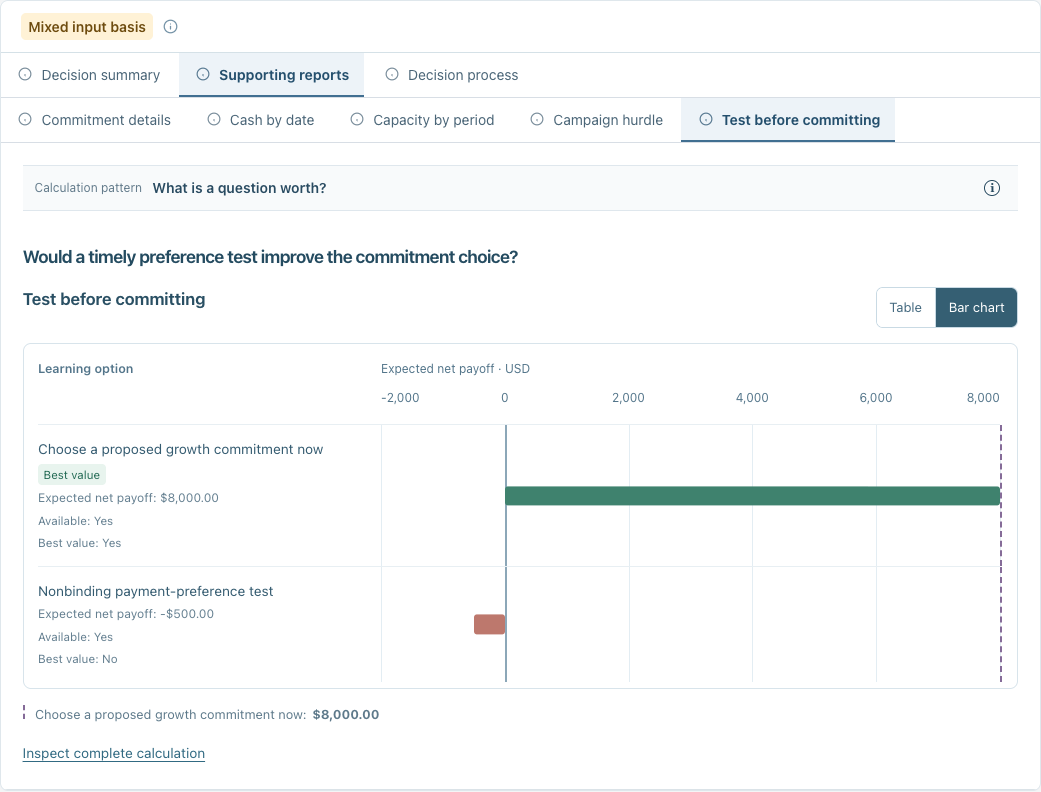 Mixed input basis
Decision summary
Supporting reports
Decision process
Commitment details
Cash by date
Capacity by period
Campaign hurdle
Test before committing
Calculation pattern What is a question worth?
Would a timely preference test improve the commitment choice?
Test before committing
Table
Bar chart
Learning option
Expected net payoff · USD
-2,000 0 2,000 4,000 6,000 8,000
Choose a proposed growth commitment now
Best value
Expected net payoff: $8,000.00
Available: Yes
Best value: Yes
Nonbinding payment-preference test
Expected net payoff: -$500.00
Available: Yes
Best value: No
Choose a proposed growth commitment now: $8,000.00
Inspect complete calculation